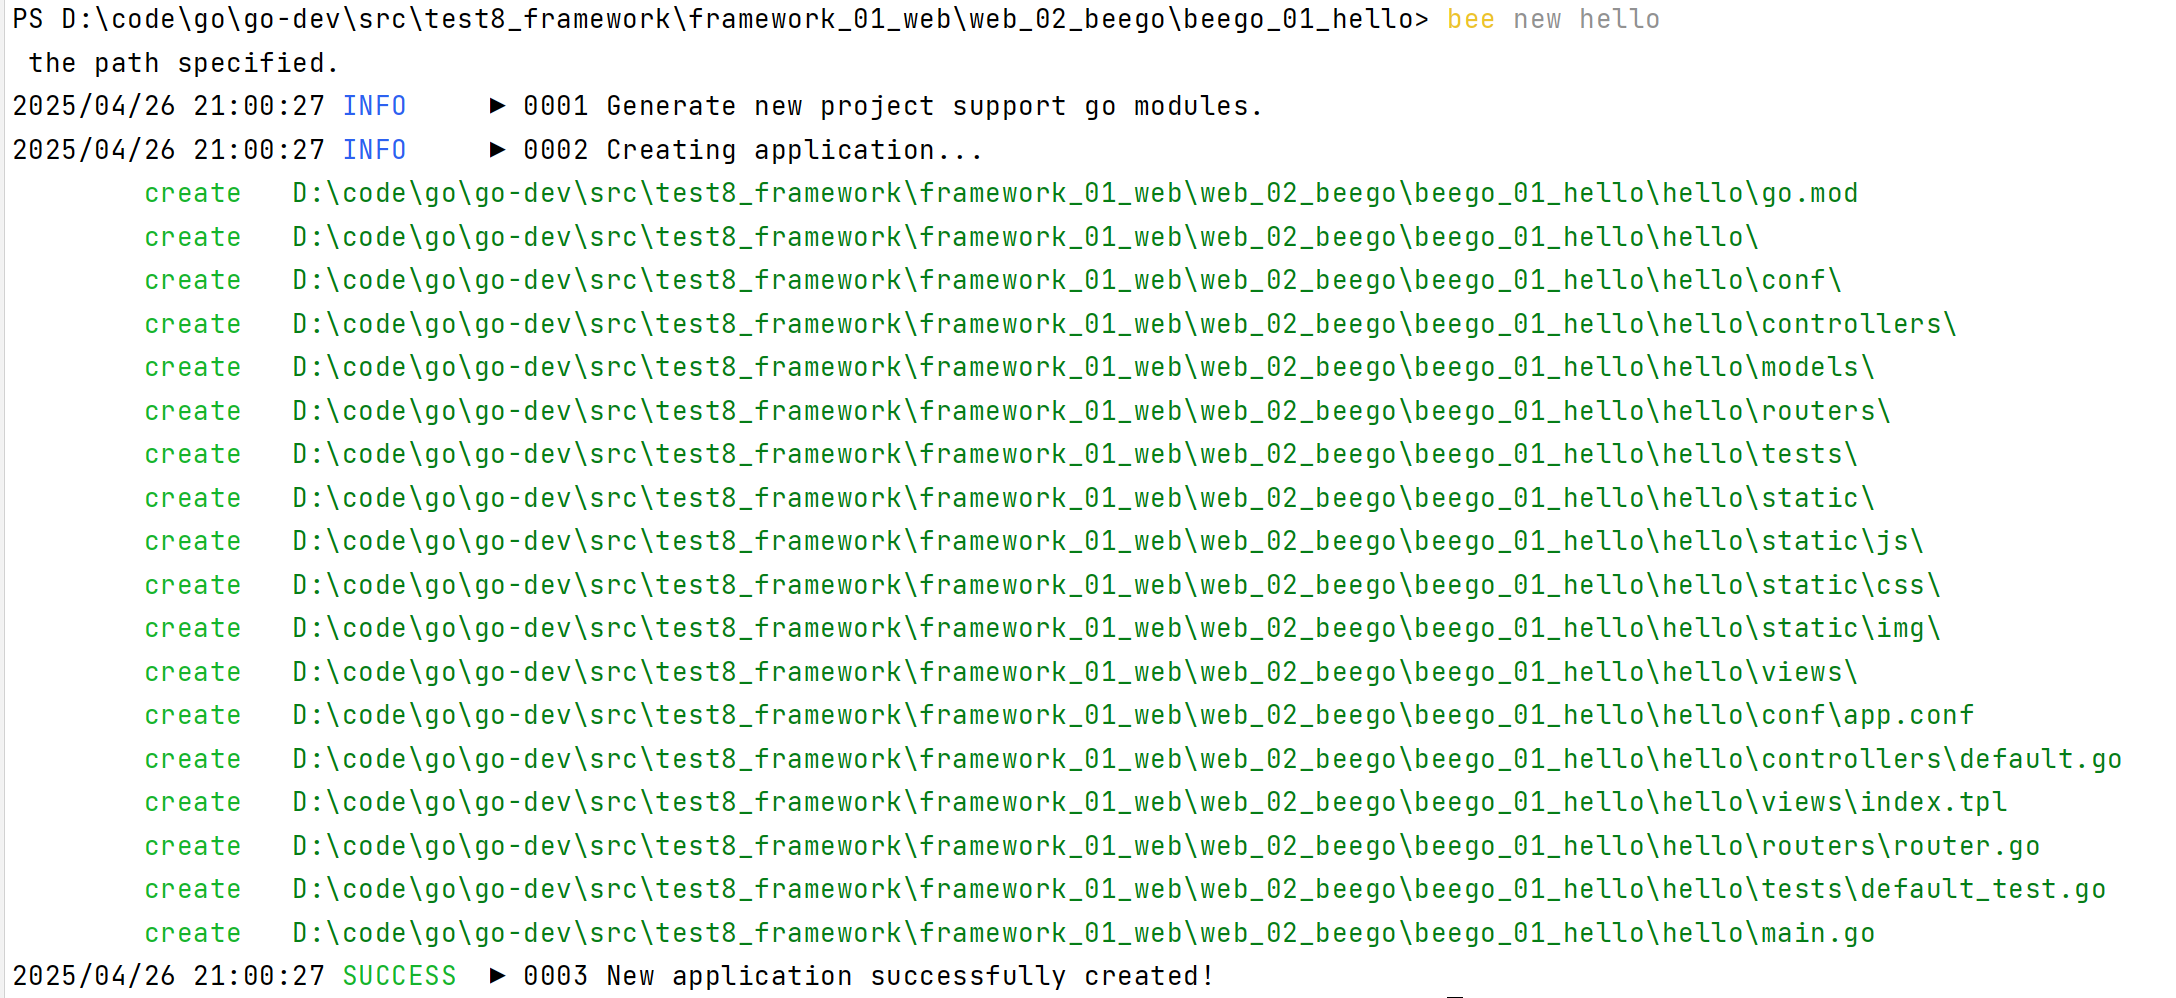 PS D:\code\go\go-dev\src\test8_framework\framework_01_web\web_02_beego\beego_01_hello> bee new hello
the path specified.
2025/04/26 21:00:27 INFO ▶ 0001 Generate new project support go modules.
2025/04/26 21:00:27 INFO ▶ 0002 Creating application...
create D:\code\go\go-dev\src\test8_framework\framework_01_web\web_02_beego\beego_01_hello\hello\go.mod
create D:\code\go\go-dev\src\test8_framework\framework_01_web\web_02_beego\beego_01_hello\hello\
create D:\code\go\go-dev\src\test8_framework\framework_01_web\web_02_beego\beego_01_hello\hello\conf\
create D:\code\go\go-dev\src\test8_framework\framework_01_web\web_02_beego\beego_01_hello\hello\controllers\
create D:\code\go\go-dev\src\test8_framework\framework_01_web\web_02_beego\beego_01_hello\hello\models\
create D:\code\go\go-dev\src\test8_framework\framework_01_web\web_02_beego\beego_01_hello\hello\routers\
create D:\code\go\go-dev\src\test8_framework\framework_01_web\web_02_beego\beego_01_hello\hello\tests\
create D:\code\go\go-dev\src\test8_framework\framework_01_web\web_02_beego\beego_01_hello\hello\static\
create D:\code\go\go-dev\src\test8_framework\framework_01_web\web_02_beego\beego_01_hello\hello\static\js\
create D:\code\go\go-dev\src\test8_framework\framework_01_web\web_02_beego\beego_01_hello\hello\static\css\
create D:\code\go\go-dev\src\test8_framework\framework_01_web\web_02_beego\beego_01_hello\hello\static\img\
create D:\code\go\go-dev\src\test8_framework\framework_01_web\web_02_beego\beego_01_hello\hello\views\
create D:\code\go\go-dev\src\test8_framework\framework_01_web\web_02_beego\beego_01_hello\hello\conf\app.conf
create D:\code\go\go-dev\src\test8_framework\framework_01_web\web_02_beego\beego_01_hello\hello\controllers\default.go
create D:\code\go\go-dev\src\test8_framework\framework_01_web\web_02_beego\beego_01_hello\hello\views\index.tpl
create D:\code\go\go-dev\src\test8_framework\framework_01_web\web_02_beego\beego_01_hello\hello\routers\router.go
create D:\code\go\go-dev\src\test8_framework\framework_01_web\web_02_beego\beego_01_hello\hello\tests\default_test.go
create D:\code\go\go-dev\src\test8_framework\framework_01_web\web_02_beego\beego_01_hello\hello\main.go
2025/04/26 21:00:27 SUCCESS ▶ 0003 New application successfully created!